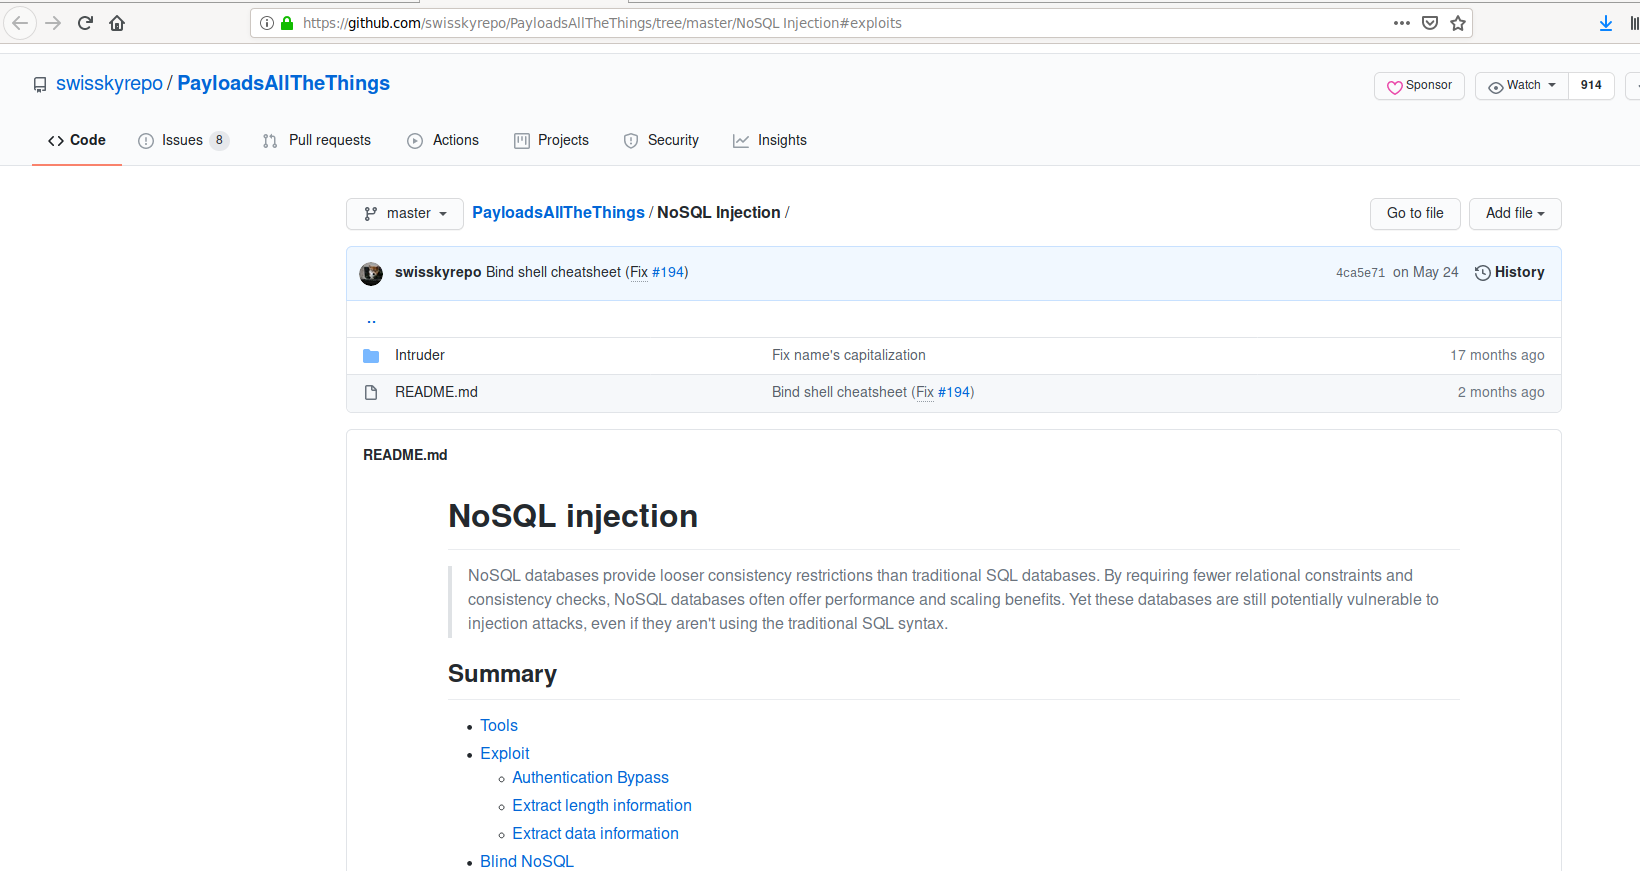 https://github.com/swisskyrepo/PayloadsAllTheThings/tree/master/NoSQL Injection#exploits
swisskyrepo / PayloadsAllTheThings
Sponsor
Watch
914
Code
Issues 8
Pull requests
Actions
Projects
Security
Insights
master
PayloadsAllTheThings / NoSQL Injection /
Go to file
Add file
swisskyrepo Bind shell cheatsheet (Fix #194)
4ca5e71 on May 24
History
..
Intruder
Fix name's capitalization
17 months ago
README.md
Bind shell cheatsheet (Fix #194)
2 months ago
README.md
NoSQL injection
NoSQL databases provide looser consistency restrictions than traditional SQL databases. By requiring fewer relational constraints and
consistency checks, NoSQL databases often offer performance and scaling benefits. Yet these databases are still potentially vulnerable to
injection attacks, even if they aren't using the traditional SQL syntax.
Summary
• Tools
• Exploit
◦ Authentication Bypass
◦ Extract length information
◦ Extract data information
• Blind NoSQL